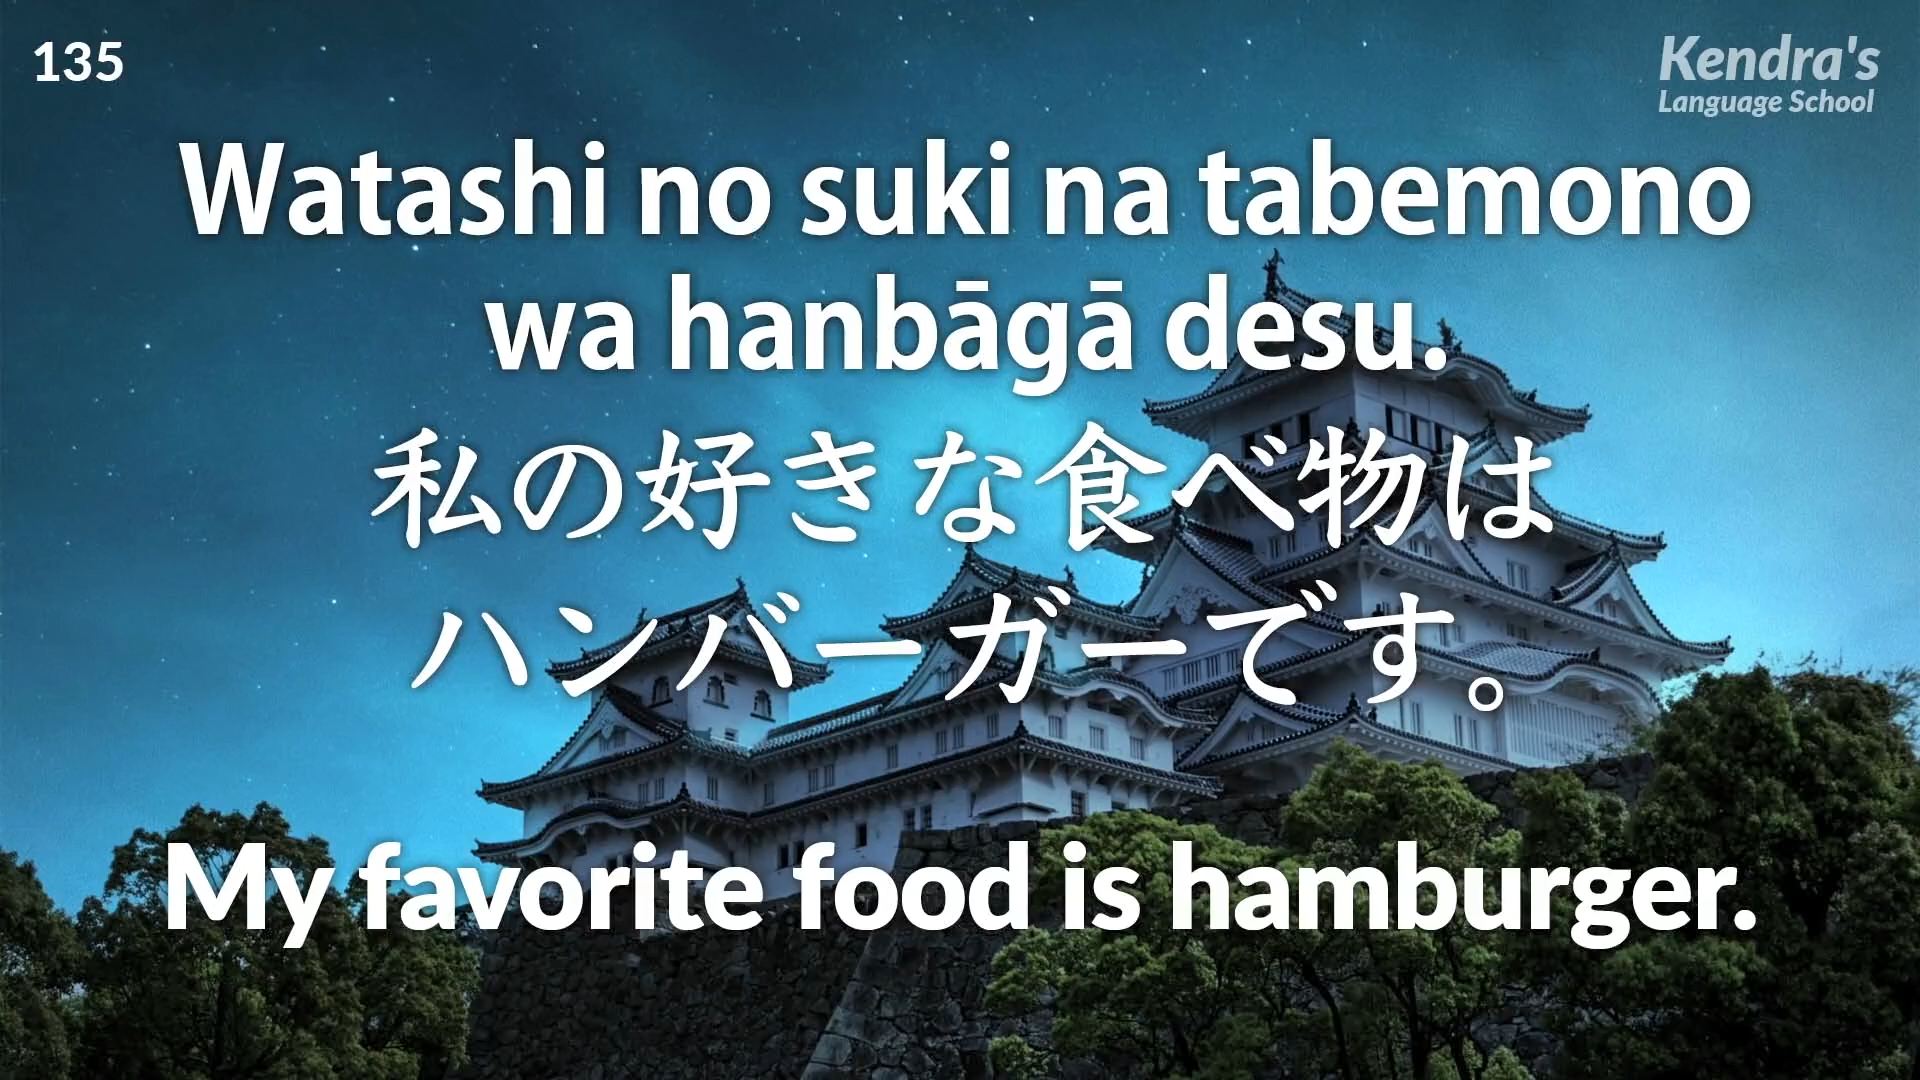 135
Kendra's
Language School
Watashi no suki na tabemono
wa hanbāgā desu.
私の好きな食べ物は
ハンバーガーです。
My favorite food is hamburger.